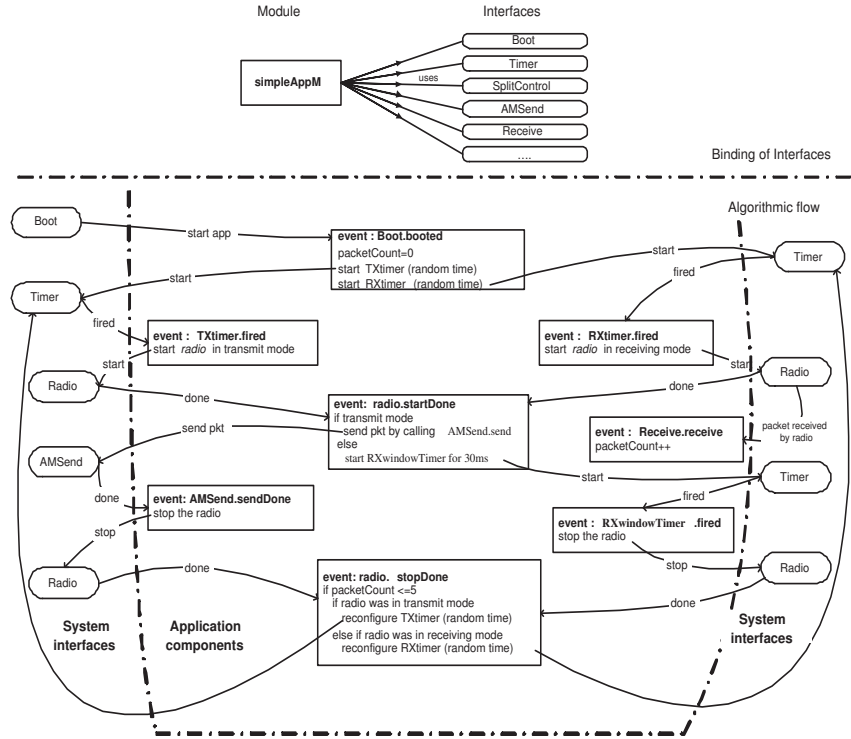 Module
Interfaces
simpleAppM
uses
Boot
Timer
SplitControl
AMSend
Receive
....
Binding of Interfaces
Algorithmic flow
Boot
start app
event : Boot.booted
packetCount=0
start TXtimer (random time)
start RXtimer (random time)
start
Timer
start
Timer
fired
fired
event : TXtimer.fired
start radio in transmit mode
event : RXtimer.fired
start radio in receiving mode
start
start
Radio
Radio
done
done
event: radio.startDone
if transmit mode
send pkt by calling AMSend.send
else
start RXwindowTimer for 30ms
send pkt
packet received
by radio
event : Receive.receive
packetCount++
AMSend
start
Timer
done
fired
event: AMSend.sendDone
stop the radio
event : RXwindowTimer .fired
stop the radio
stop
stop
Radio
Radio
done
done
event: radio. stopDone
if packetCount <=5
if radio was in transmit mode
reconfigure TXtimer (random time)
else if radio was in receiving mode
reconfigure RXtimer (random time)
System
interfaces
Application
components
System
interfaces